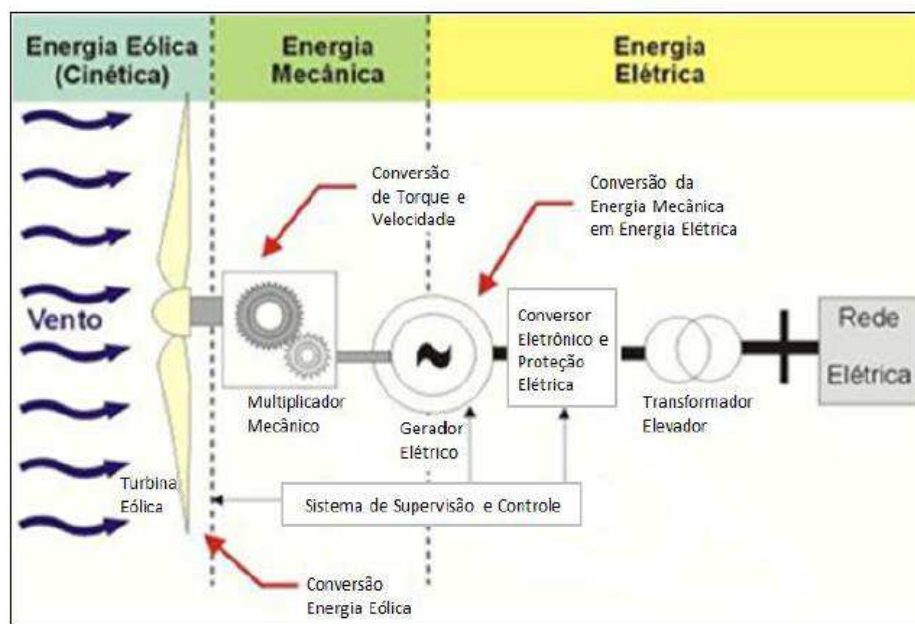 Energia Eólica
(Cinética)
Energia
Mecânica
Energia
Elétrica
Conversão
de Torque e
Velocidade
Conversão da
Energia Mecânica
em Energia Elétrica
Vento
Conversor
Eletrônico e
Proteção
Elétrica
Rede
Elétrica
Multiplicador
Mecânico
Gerador
Elétrico
Transformador
Elevador
Turbina
Eólica
Sistema de Supervisão e Controle
Conversão
Energia Eólica